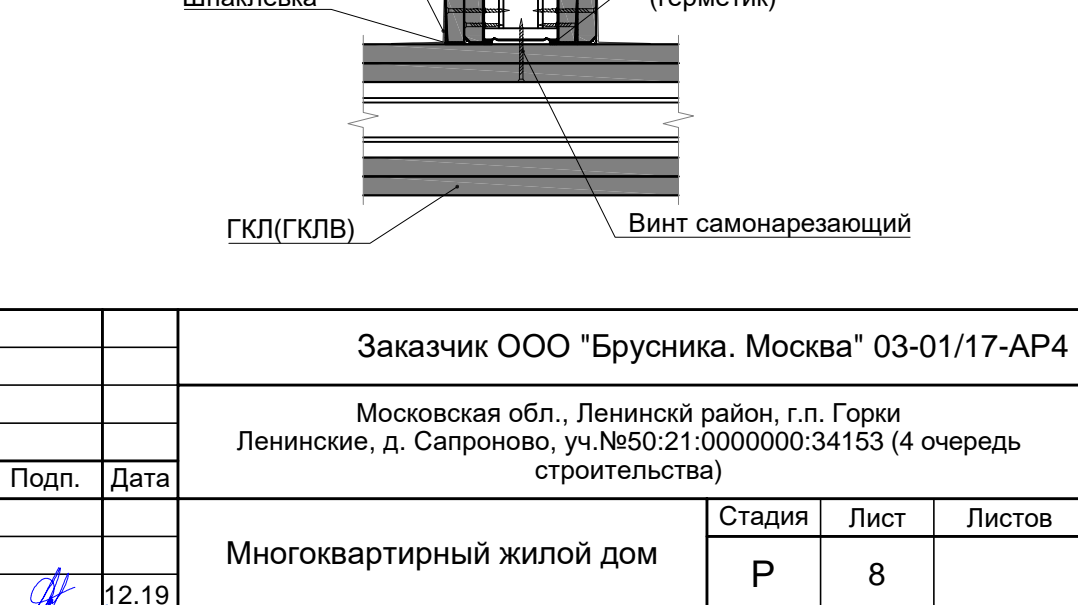 Шпаклевка
(герметик)
ГКЛ(ГКЛВ)
Винт самонарезающий
Заказчик ООО "Брусника. Москва" 03-01/17-АР4
Московская обл., Ленинскй район, г.п. Горки
Ленинские, д. Сапроново, уч.№50:21:0000000:34153 (4 очередь
строительства)
Подп. Дата
Многоквартирный жилой дом
Стадия Лист Листов
Р 8
12.19